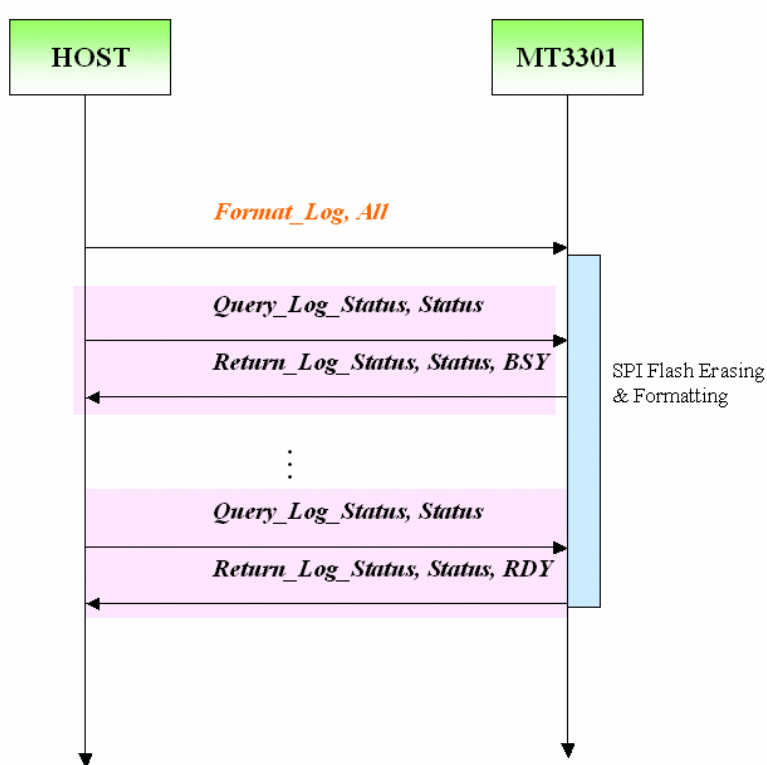 HOST
MT3301
Format_Log, All
Query_Log_Status, Status
Return_Log_Status, Status, BSY
SPI Flash Erasing
& Formatting
Query_Log_Status, Status
Return_Log_Status, Status, RDY